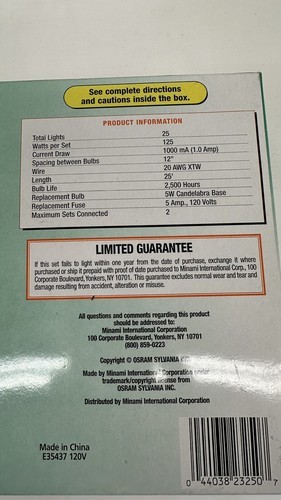 See complete directions
and cautions inside the box.
PRODUCT INFORMATION
Total Lights 25
Watts per Set 125
Current Draw 1000 mA (1.0 Amp)
Spacing between Bulbs 12"
Wire 20 AWG XTW
Length 25'
Bulb Life 2,500 Hours
Replacement Bulb 5W Candelabra Base
Replacement Fuse 5 Amp., 120 Volts
Maximum Sets Connected 2
LIMITED GUARANTEE
If this set fails to light within one year from the date of purchase, exchange it where
purchased or ship it prepaid with proof of date purchased to Minami International Corp., 100
Corporate Boulevard, Yonkers, NY 10701. This guarantee excludes normal wear and tear and
damage resulting from accident, alteration or misuse.
All questions and comments regarding this product
should be addressed to:
Minami International Corporation
100 Corporate Boulevard, Yonkers, NY 10701
(800) 859-0223
Copyright © OSRAM SYLVANIA
Made by Minami International Corporation under
trademark/copyright license from
OSRAM SYLVANIA INC.
Distributed by Minami International Corporation
Made in China
E35437 120V
0 44038 23250 7